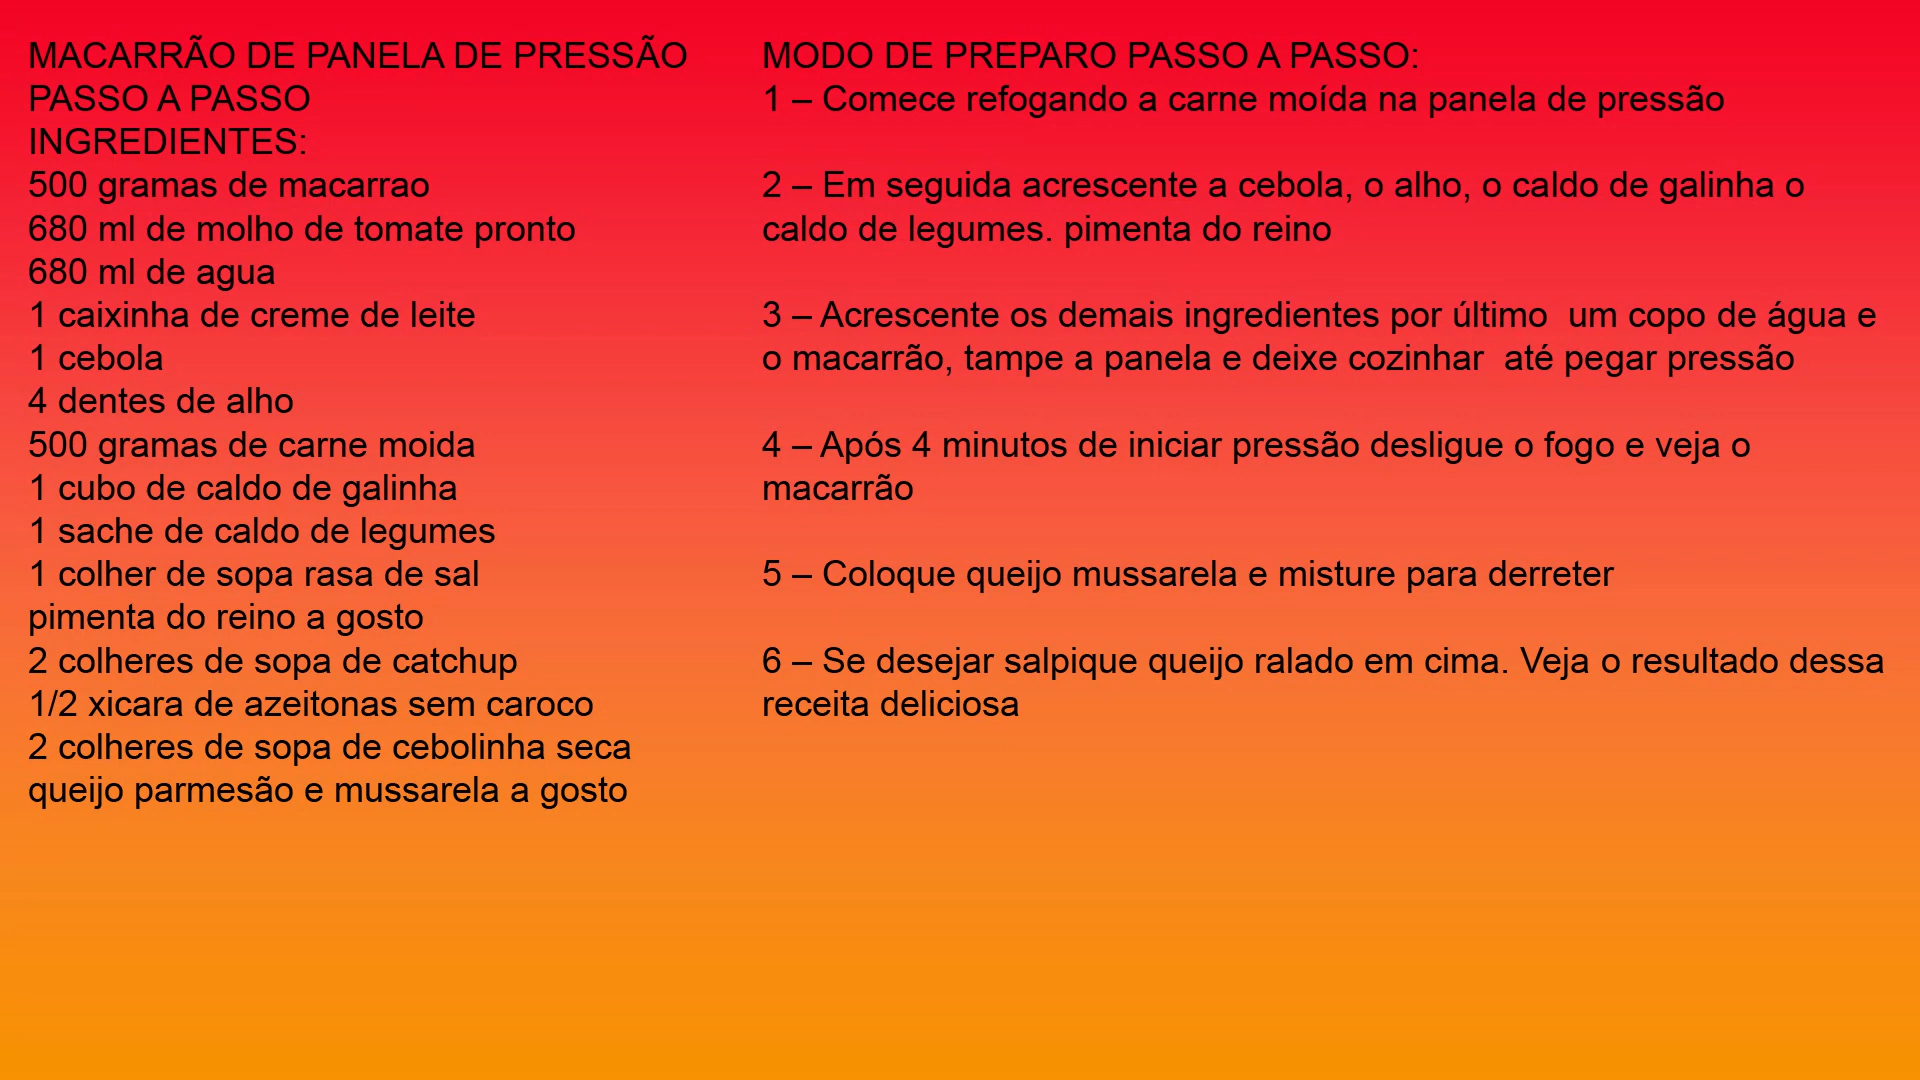 MACARRÃO DE PANELA DE PRESSÃO
PASSO A PASSO
INGREDIENTES:
500 gramas de macarrao
680 ml de molho de tomate pronto
680 ml de agua
1 caixinha de creme de leite
1 cebola
4 dentes de alho
500 gramas de carne moida
1 cubo de caldo de galinha
1 sache de caldo de legumes
1 colher de sopa rasa de sal
pimenta do reino a gosto
2 colheres de sopa de catchup
1/2 xicara de azeitonas sem caroco
2 colheres de sopa de cebolinha seca
queijo parmesão e mussarela a gosto
MODO DE PREPARO PASSO A PASSO:
1 – Comece refogando a carne moída na panela de pressão
2 – Em seguida acrescente a cebola, o alho, o caldo de galinha o
caldo de legumes. pimenta do reino
3 – Acrescente os demais ingredientes por último  um copo de água e
o macarrão, tampe a panela e deixe cozinhar  até pegar pressão
4 – Após 4 minutos de iniciar pressão desligue o fogo e veja o
macarrão
5 – Coloque queijo mussarela e misture para derreter
6 – Se desejar salpique queijo ralado em cima. Veja o resultado dessa
receita deliciosa